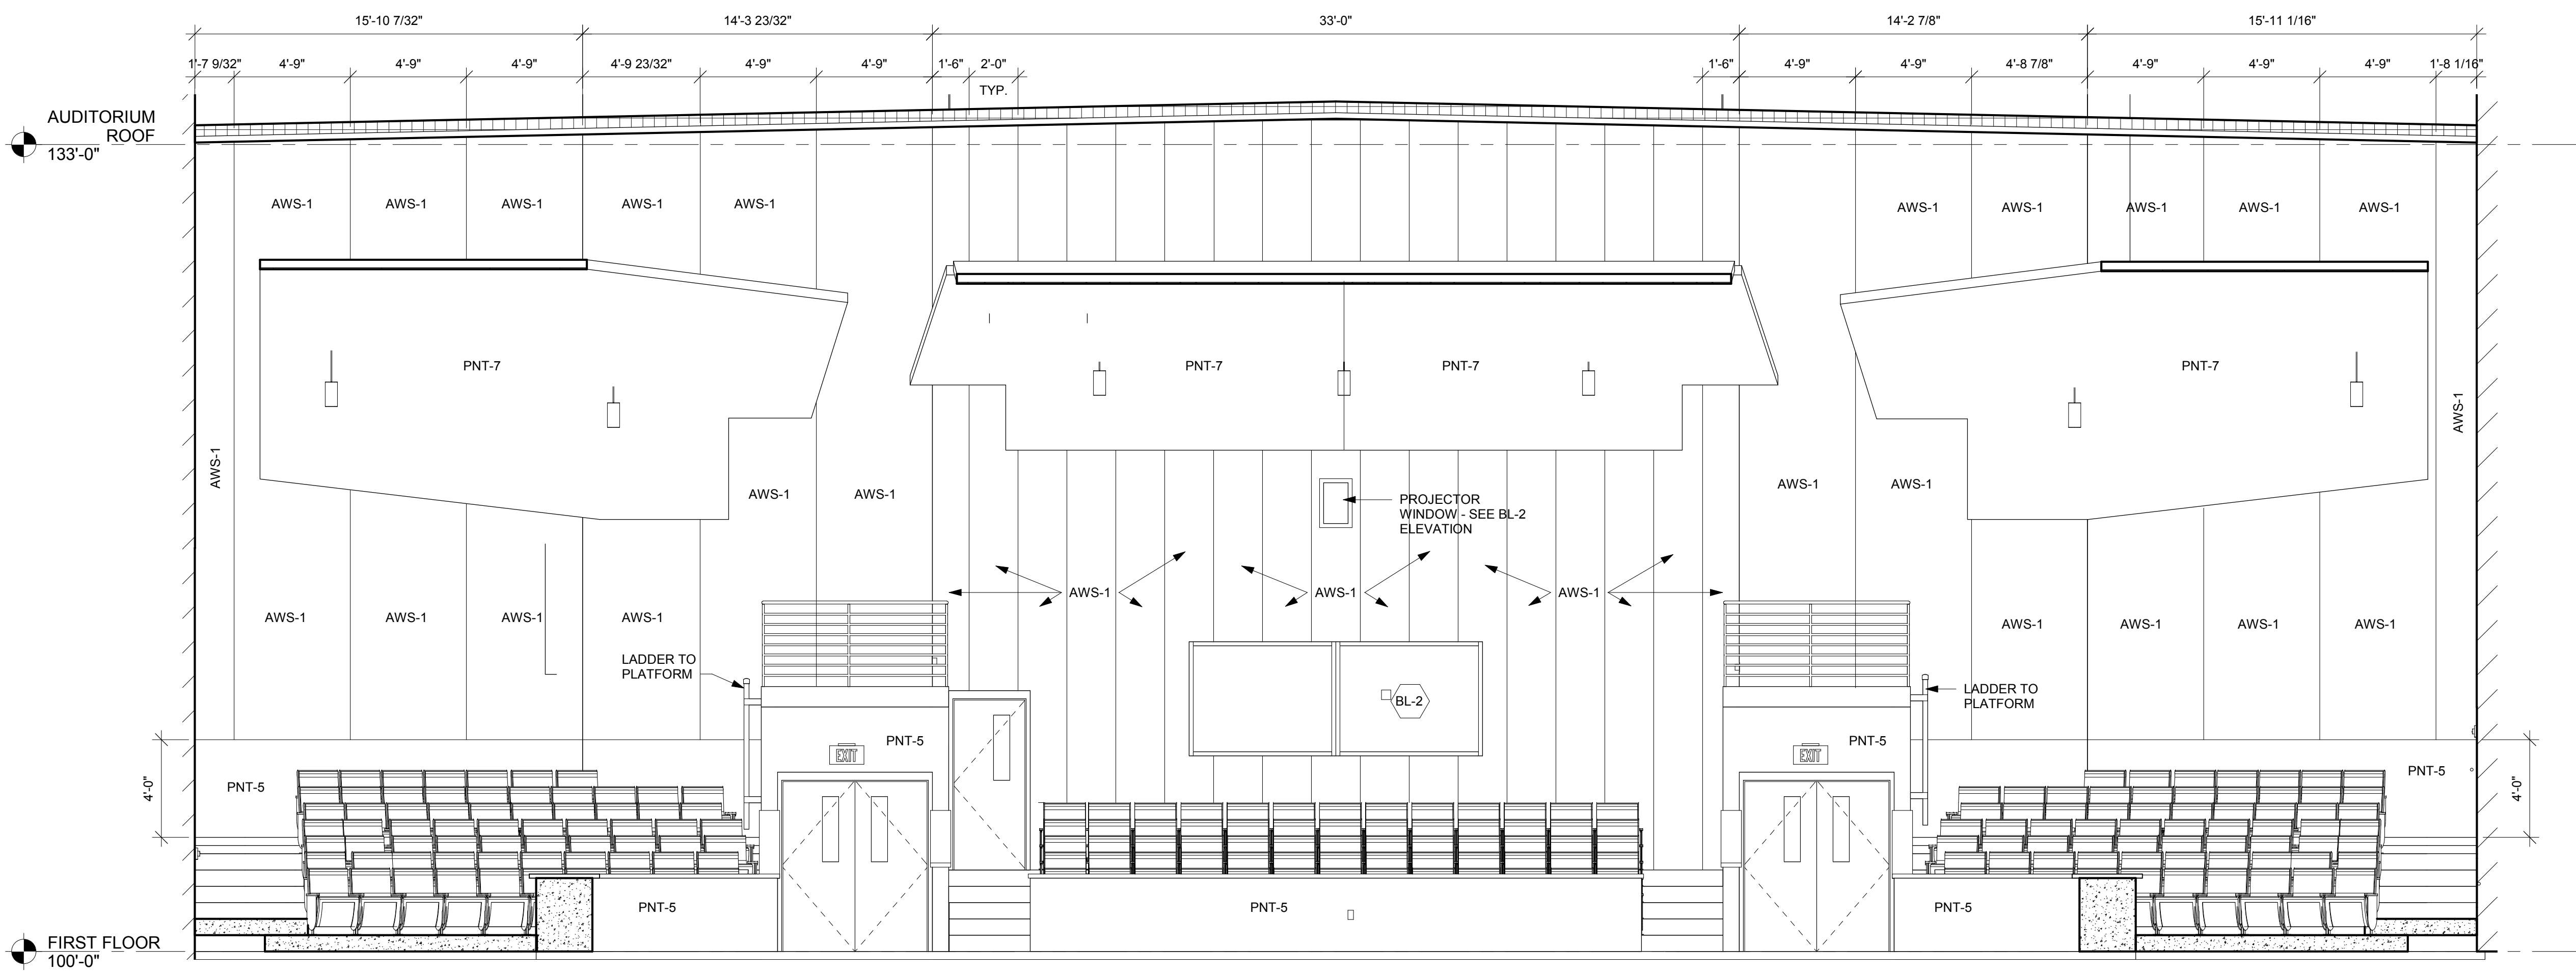 15'-10 7/32" 14'-3 23/32" 33'-0" 14'-2 7/8" 15'-11 1/16"
1'-7 9/32" 4'-9" 4'-9" 4'-9" 4'-9 23/32" 4'-9" 4'-9" 1'-6" 2'-0" 1'-6" 4'-9" 4'-9" 4'-8 7/8" 4'-9" 4'-9" 4'-9" 1'-8 1/16"
TYP.
AUDITORIUM
ROOF
133'-0"
AWS-1 AWS-1 AWS-1 AWS-1 AWS-1 AWS-1 AWS-1 AWS-1 AWS-1 AWS-1
PNT-7 PNT-7 PNT-7 PNT-7
AWS-1 AWS-1
AWS-1 AWS-1 AWS-1 AWS-1
PROJECTOR
WINDOW - SEE BL-2
ELEVATION
AWS-1 AWS-1 AWS-1
AWS-1 AWS-1 AWS-1 AWS-1 AWS-1 AWS-1 AWS-1 AWS-1
LADDER TO
PLATFORM
LADDER TO
PLATFORM
BL-2
PNT-5 PNT-5
EXIT EXIT
4'-0" PNT-5 PNT-5 4'-0"
PNT-5 PNT-5 PNT-5
FIRST FLOOR
100'-0"